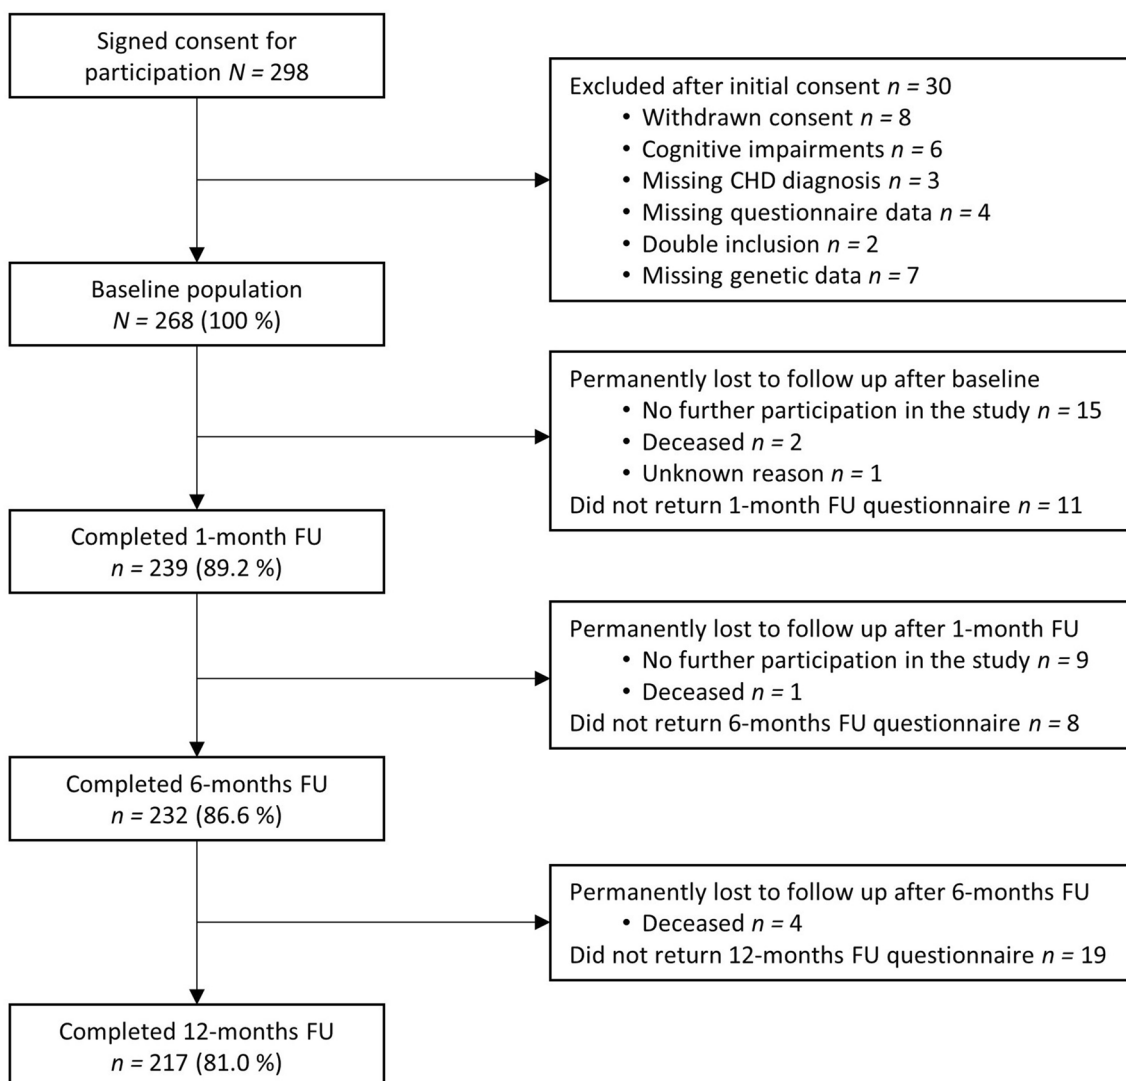 Signed consent for
participation N = 298
Excluded after initial consent n = 30
• Withdrawn consent n = 8
• Cognitive impairments n = 6
• Missing CHD diagnosis n = 3
• Missing questionnaire data n = 4
• Double inclusion n = 2
• Missing genetic data n = 7
Baseline population
N = 268 (100 %)
Permanently lost to follow up after baseline
• No further participation in the study n = 15
• Deceased n = 2
• Unknown reason n = 1
Did not return 1-month FU questionnaire n = 11
Completed 1-month FU
n = 239 (89.2 %)
Permanently lost to follow up after 1-month FU
• No further participation in the study n = 9
• Deceased n = 1
Did not return 6-months FU questionnaire n = 8
Completed 6-months FU
n = 232 (86.6 %)
Permanently lost to follow up after 6-months FU
• Deceased n = 4
Did not return 12-months FU questionnaire n = 19
Completed 12-months FU
n = 217 (81.0 %)